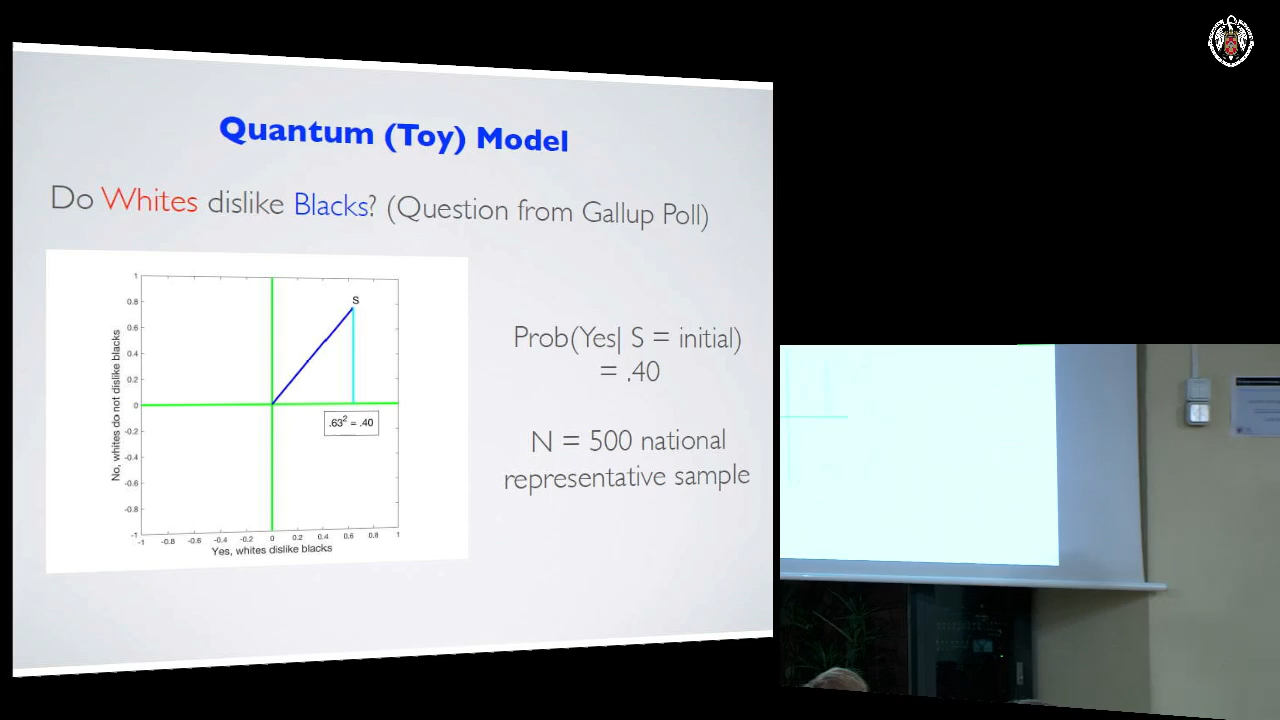 Quantum (Toy) Model
Do Whites dislike Blacks? (Question from Gallup Poll)
No, whites do not dislike blacks
1
0.8
0.6
0.4
0.2
0
-0.2
-0.4
-0.6
-0.8
-1
S
.63² = .40
-1 -0.8 -0.6 -0.4 -0.2 0 0.2 0.4 0.6 0.8 1
Yes, whites dislike blacks
Prob(Yes| S = initial)
= .40
N = 500 national
representative sample